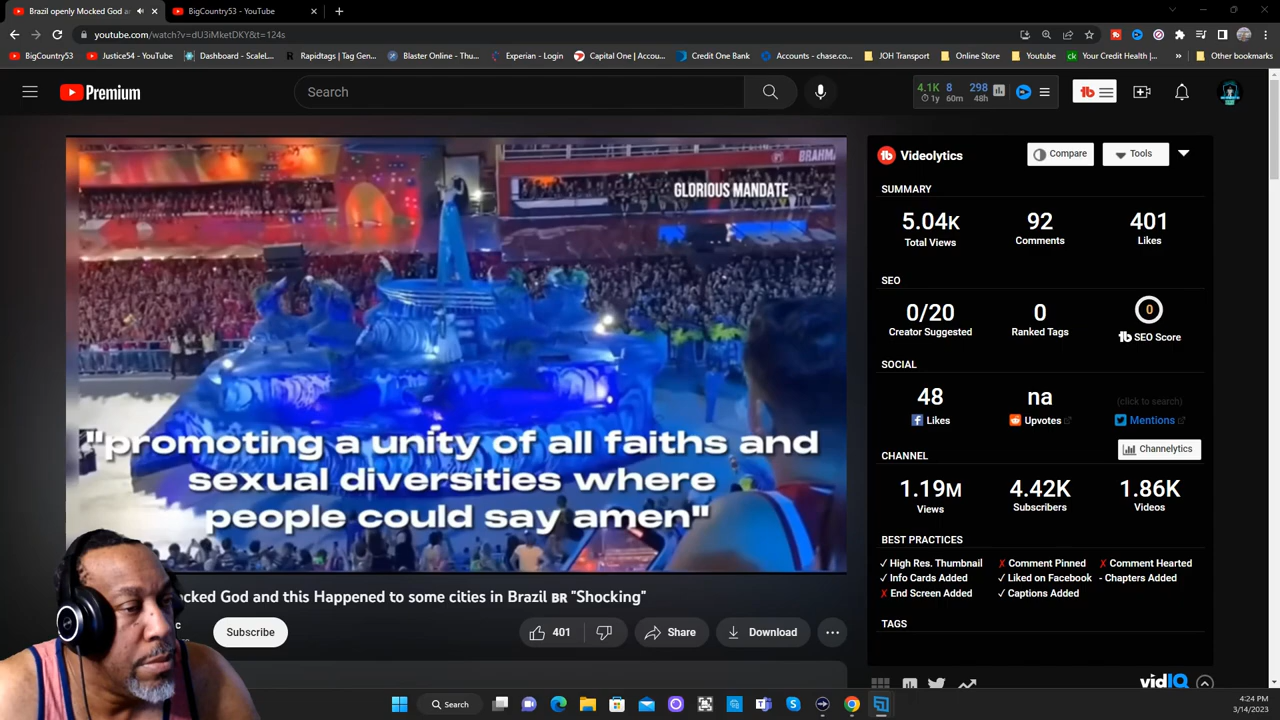 Brazil openly Mocked God ar
BigCountry53 - YouTube
youtube.com/watch?v=dU3iMketDKY&t=124s
BigCountry53
Justice54 - YouTube
Dashboard - ScaleL...
Rapidtags | Tag Gen...
Blaster Online - Thu...
Experian - Login
Capital One | Accou...
Credit One Bank
Accounts - chase.co...
JOH Transport
Online Store
Youtube
Your Credit Health |...
Other bookmarks
Premium
Search
4.1K 8 298
1y 60m 48h
BRAHMA
GLORIOUS MANDATE
"promoting a unity of all faiths and
sexual diversities where
people could say amen"
ocked God and this Happened to some cities in Brazil BR "Shocking"
Subscribe
401
Share
Download
Videolytics
Compare
Tools
SUMMARY
5.04K 92 401
Total Views Comments Likes
SEO
0/20 0 0
Creator Suggested Ranked Tags SEO Score
SOCIAL
48 na (click to search)
Likes Upvotes Mentions
Channelytics
CHANNEL
1.19M 4.42K 1.86K
Views Subscribers Videos
BEST PRACTICES
✓ High Res. Thumbnail ✗ Comment Pinned ✗ Comment Hearted
✓ Info Cards Added ✓ Liked on Facebook - Chapters Added
✗ End Screen Added ✓ Captions Added
TAGS
vidIQ
Search
4:24 PM
3/14/2023